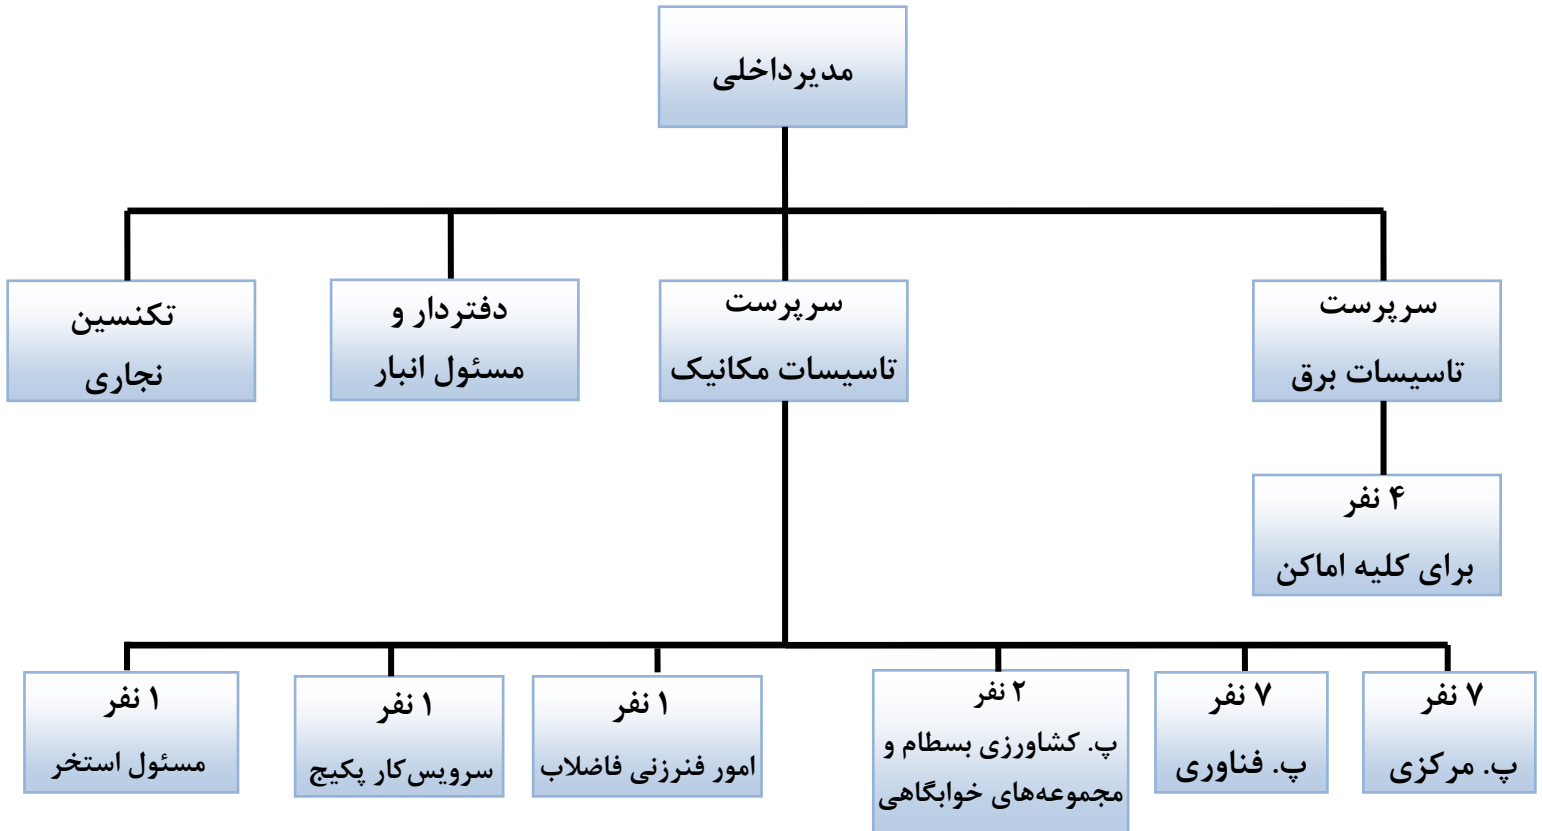 مدیرداخلی
سرپرست
تاسیسات برق
سرپرست
تاسیسات مکانیک
دفتردار و
مسئول انبار
تکنسین
نجاری
۴ نفر
برای کلیه اماکن
۷ نفر
پ. مرکزی
۷ نفر
پ. فناوری
۲ نفر
پ. کشاورزی بسطام و
مجموعه‌های خوابگاهی
۱ نفر
امور فنرزنی فاضلاب
۱ نفر
سرویس‌کار پکیج
۱ نفر
مسئول استخر